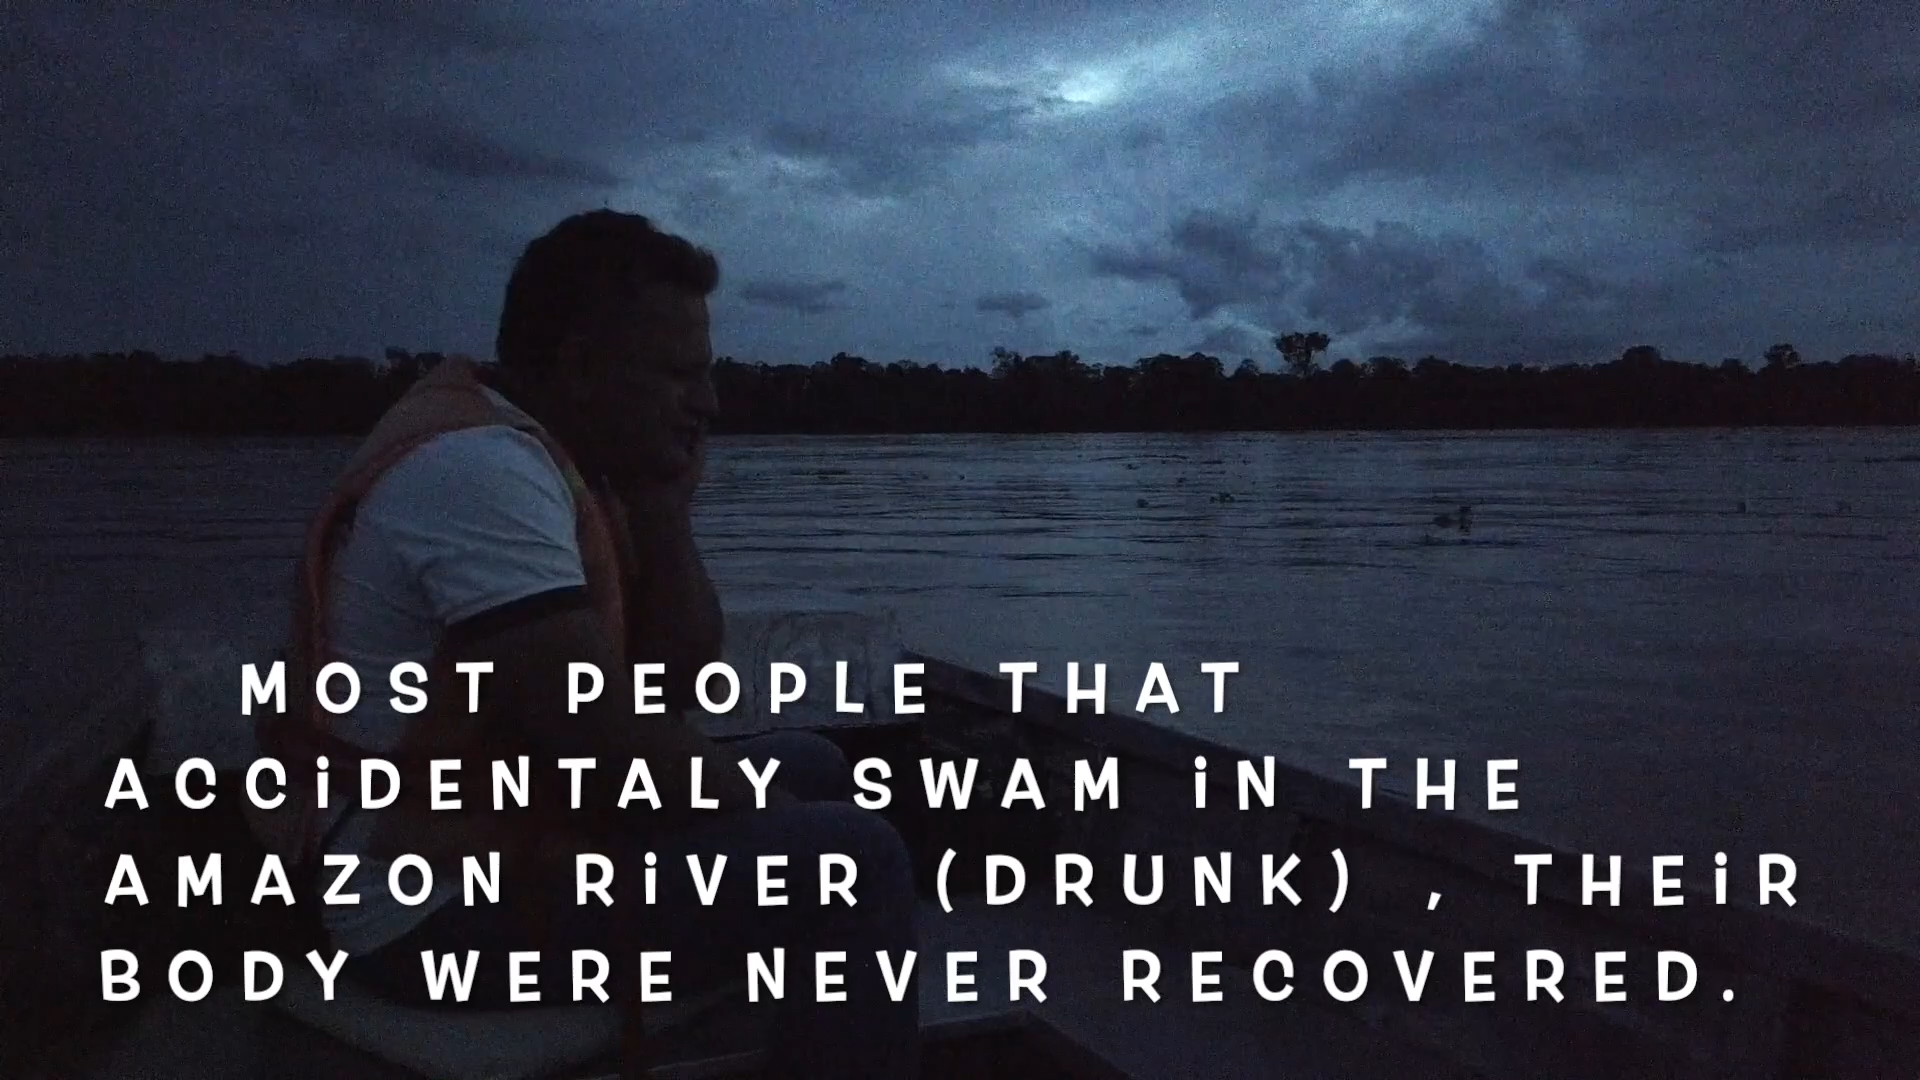 MOST PEOPLE THAT
ACCiDENTALY SWAM iN THE
AMAZON RiVER (DRUNK) , THEiR
BODY WERE NEVER RECOVERED.